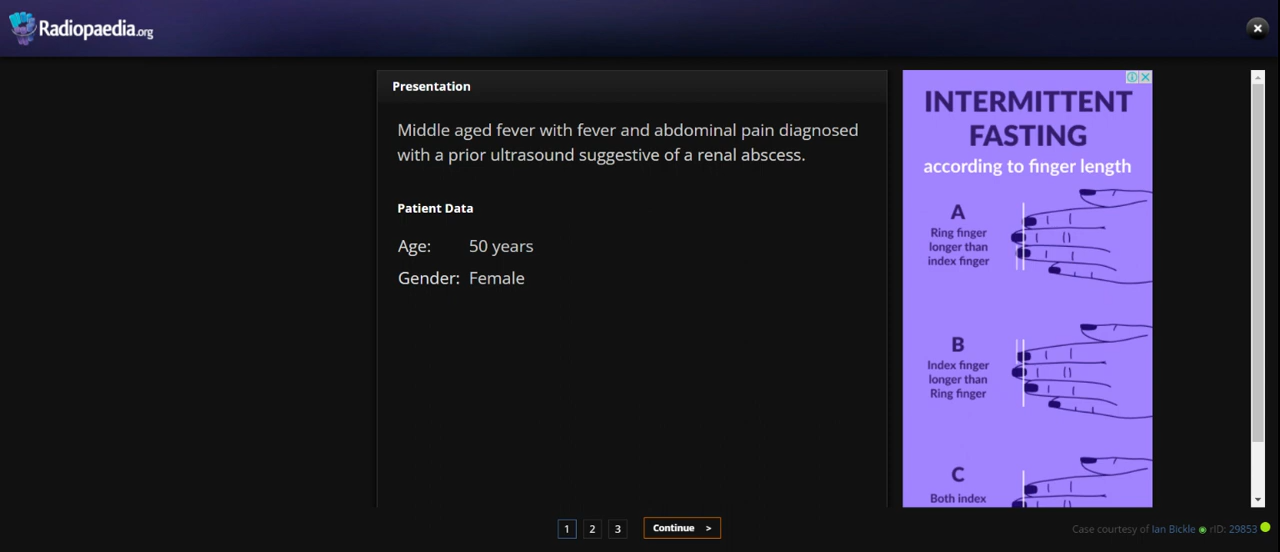 Radiopaedia.org
Presentation
Middle aged fever with fever and abdominal pain diagnosed
with a prior ultrasound suggestive of a renal abscess.
Patient Data
Age: 50 years
Gender: Female
INTERMITTENT
FASTING
according to finger length
A
Ring finger
longer than
index finger
B
Index finger
longer than
Ring finger
C
Both index
1 2 3 Continue >
Case courtesy of Ian Bickle rID: 29853